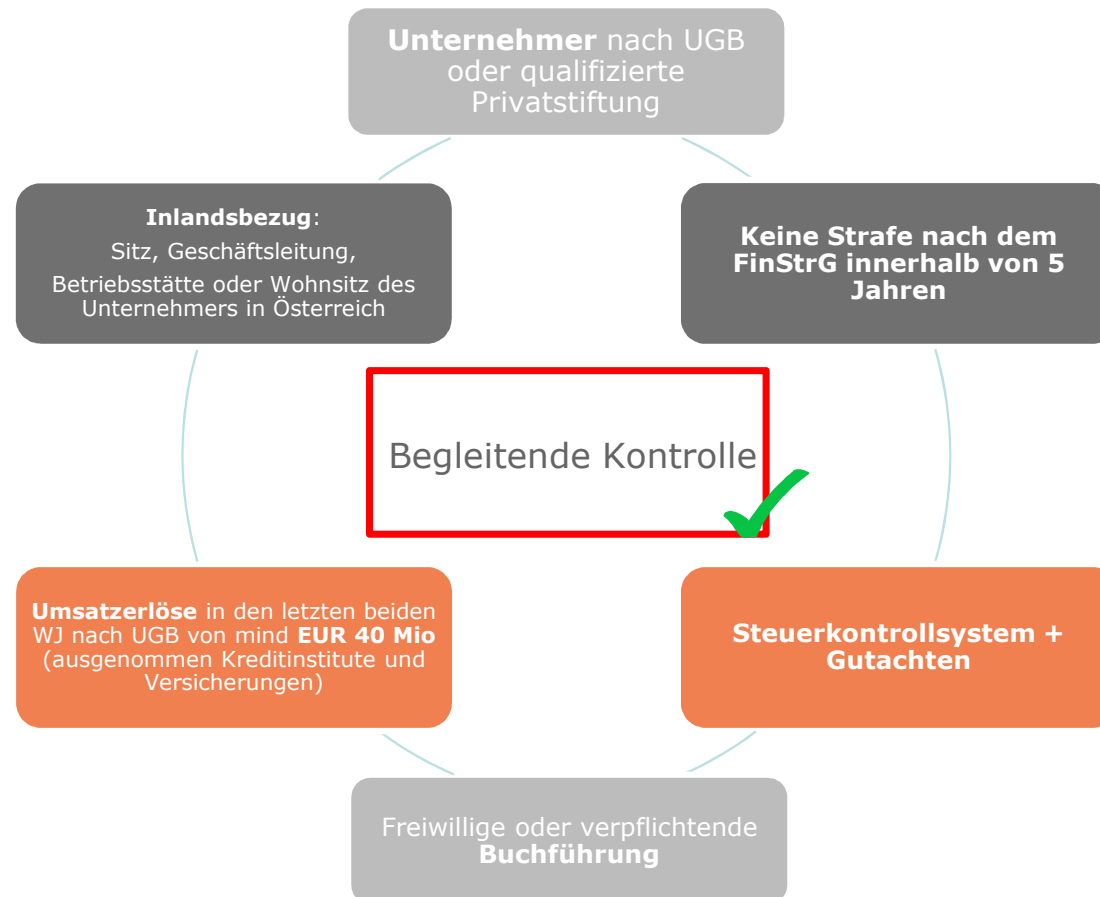 Unternehmer nach UGB
oder qualifizierte
Privatstiftung
Inlandsbezug:
Sitz, Geschäftsleitung,
Betriebsstätte oder Wohnsitz des
Unternehmers in Österreich
Keine Strafe nach dem
FinStrG innerhalb von 5
Jahren
Begleitende Kontrolle
Umsatzerlöse in den letzten beiden
WJ nach UGB von mind EUR 40 Mio
(ausgenommen Kreditinstitute und
Versicherungen)
Steuerkontrollsystem +
Gutachten
Freiwillige oder verpflichtende
Buchführung